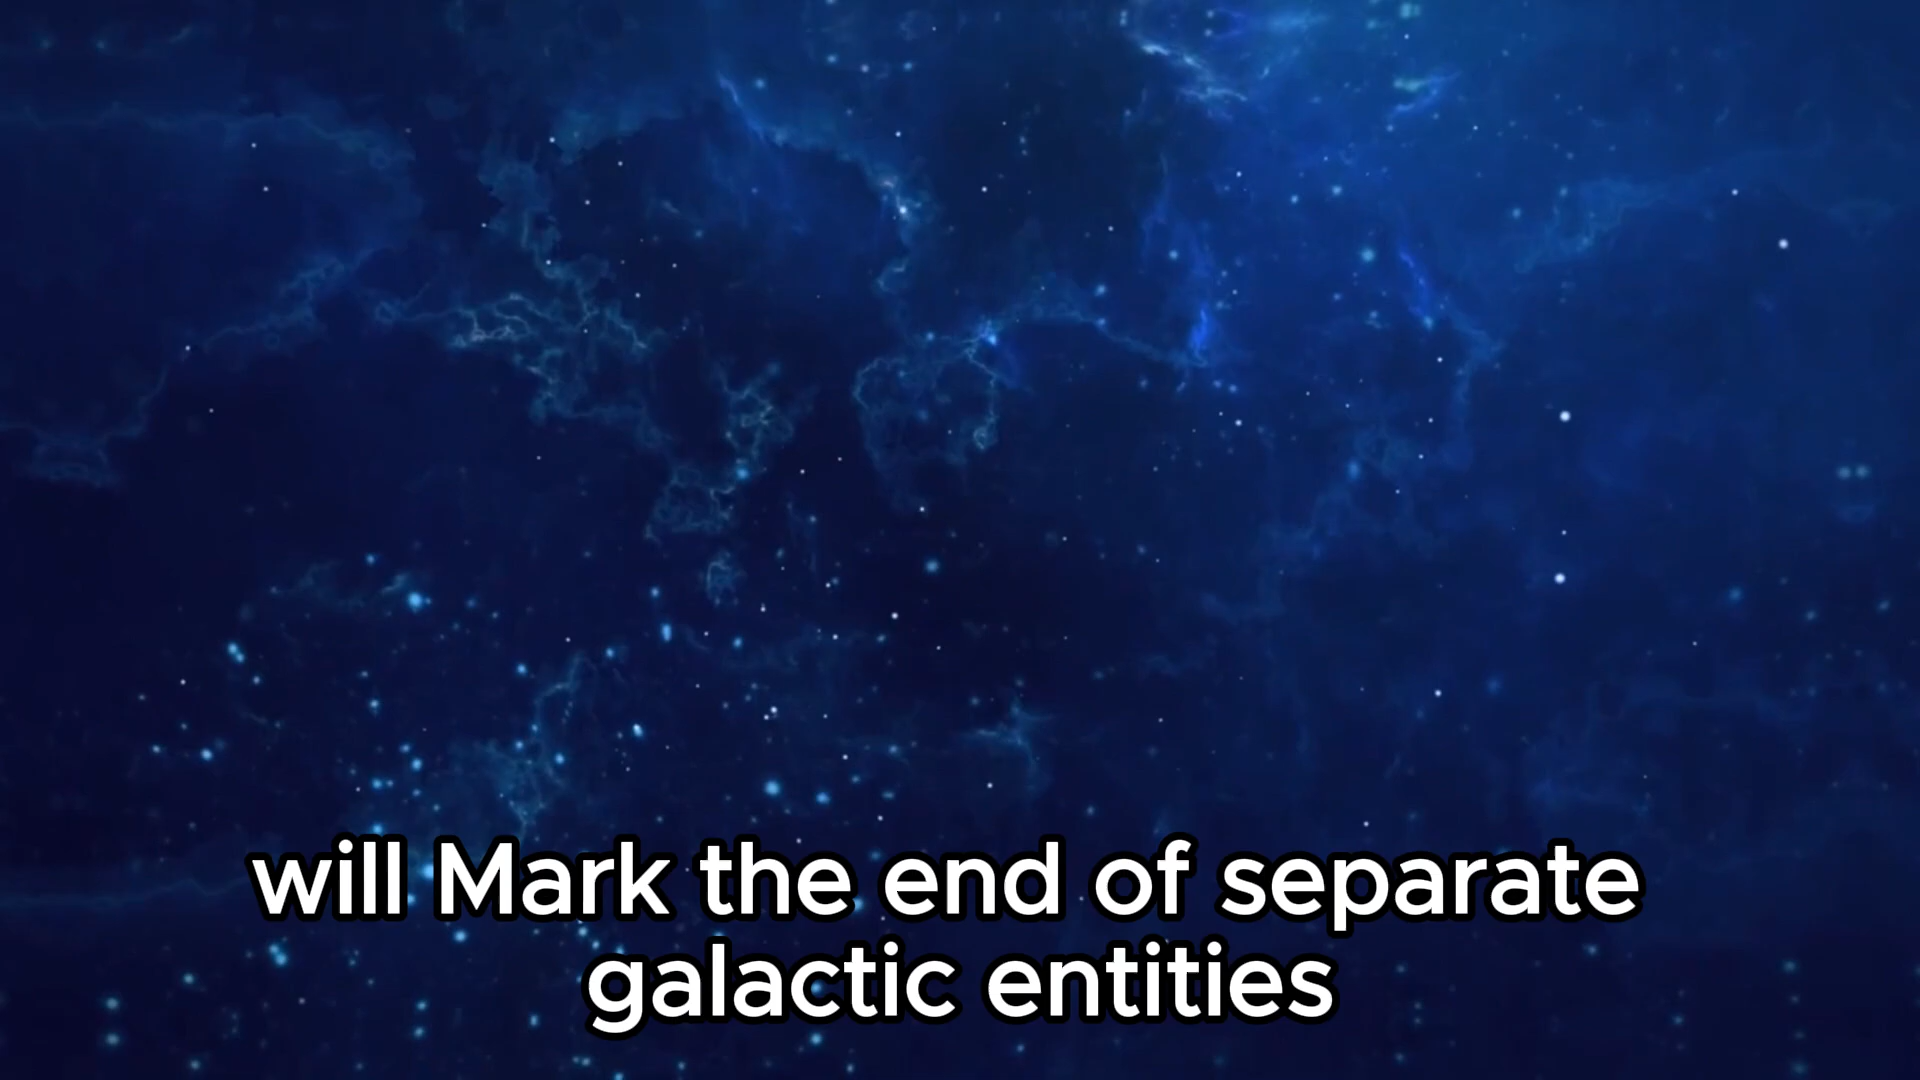 will Mark the end of separate
galactic entities